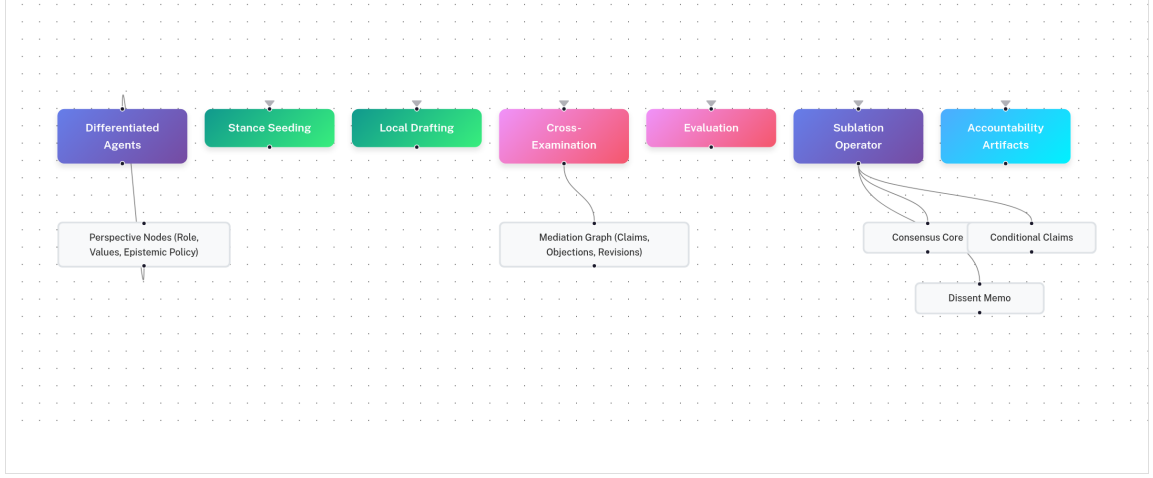 Differentiated
Agents
Stance Seeding
Local Drafting
Cross-
Examination
Evaluation
Sublation
Operator
Accountability
Artifacts
Perspective Nodes (Role,
Values, Epistemic Policy)
Mediation Graph (Claims,
Objections, Revisions)
Consensus Core
Conditional Claims
Dissent Memo